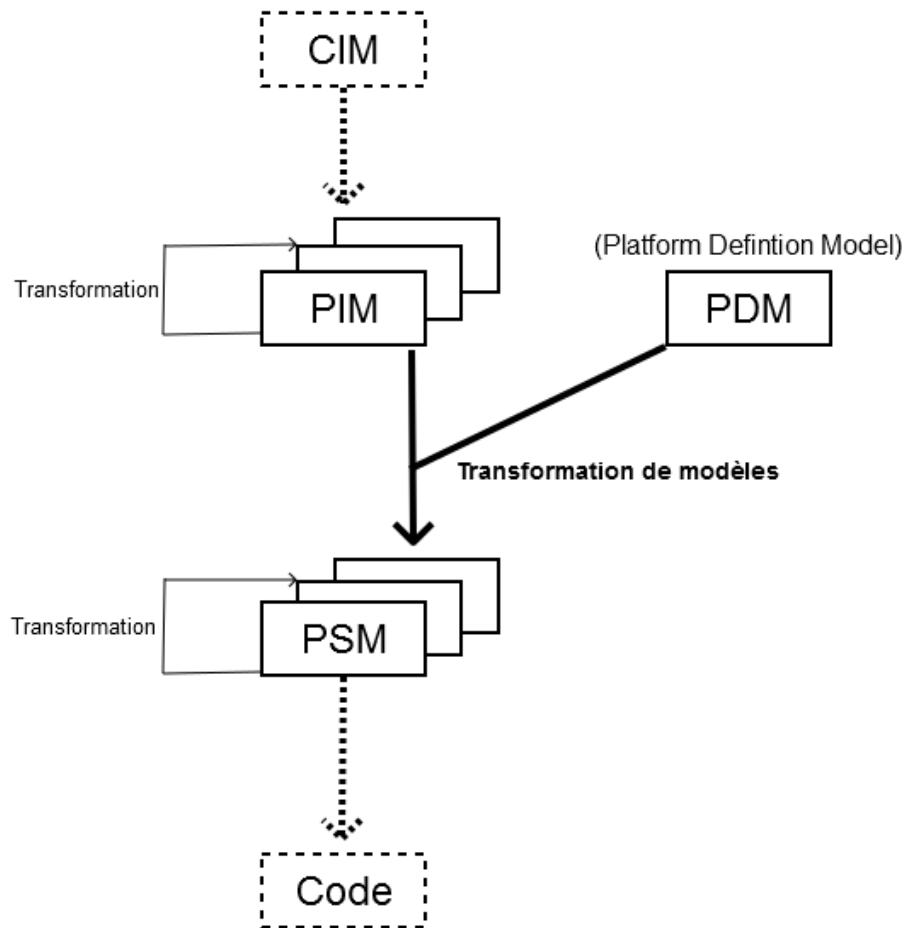 CIM
(Platform Defintion Model)
Transformation
PIM
PDM
Transformation de modèles
Transformation
PSM
Code